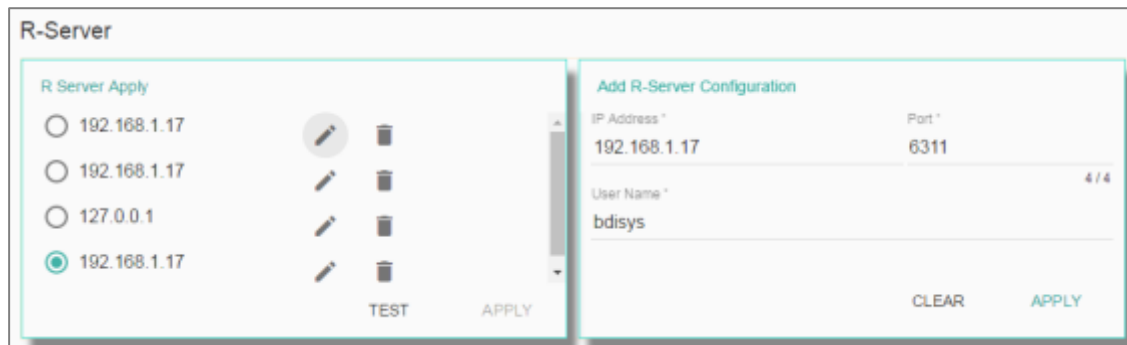 R-Server
R Server Apply
192.168.1.17
192.168.1.17
127.0.0.1
192.168.1.17
TEST APPLY
Add R-Server Configuration
IP Address * Port *
192.168.1.17 6311
4 / 4
User Name *
bdisys
CLEAR APPLY